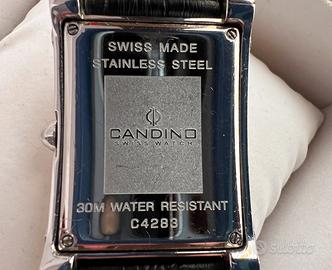 SWISS MADE
STAINLESS STEEL
CANDINO
SWISS WATCH
30M WATER RESISTANT
C4283
subito